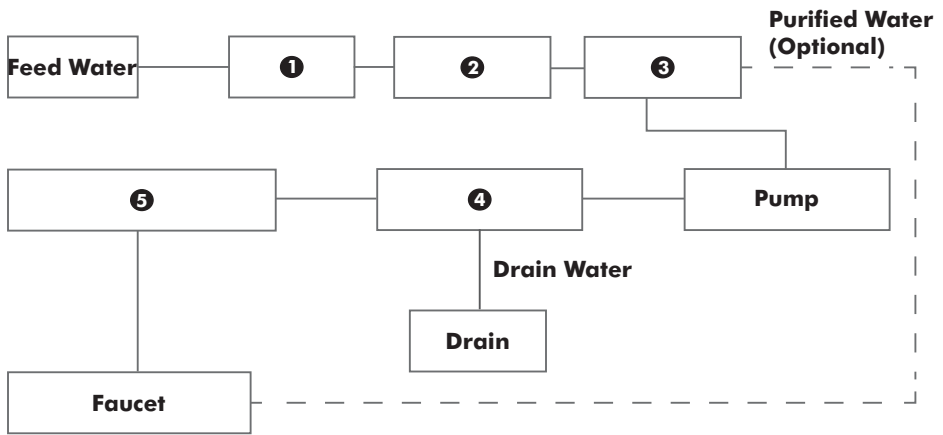 Purified Water
(Optional)
Feed Water
❶
❷
❸
❺
❹
Pump
Drain Water
Drain
Faucet